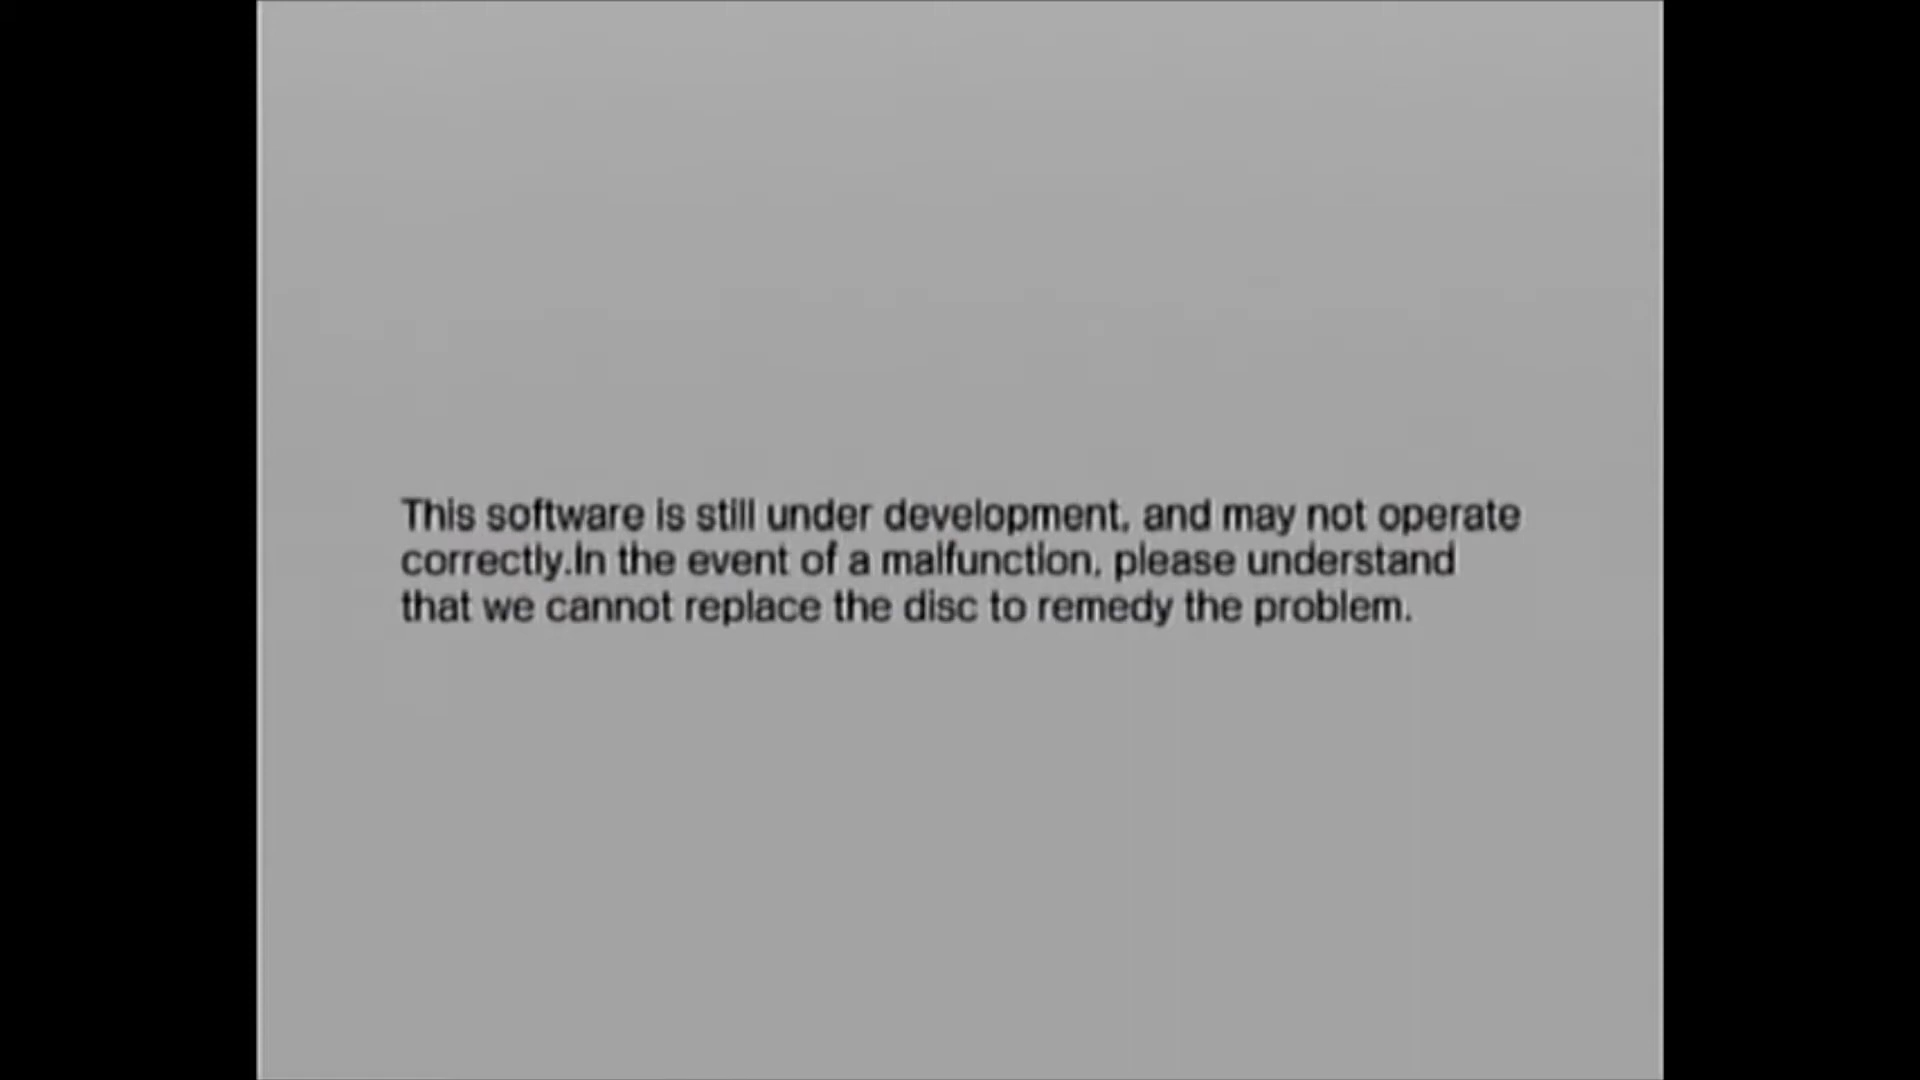 This software is still under development, and may not operate
correctly.In the event of a malfunction, please understand
that we cannot replace the disc to remedy the problem.